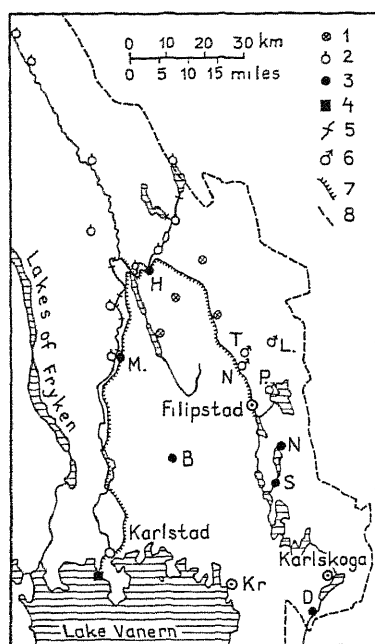 0 10 20 30 km
0 5 10 15 miles
1
2
3
4
5
6
7
8
Lakes of Fryken
H
M.
T
L.
N
P.
Filipstad
B
N
S
Karlstad
Karlskoga
Kr
D
Lake Vanern